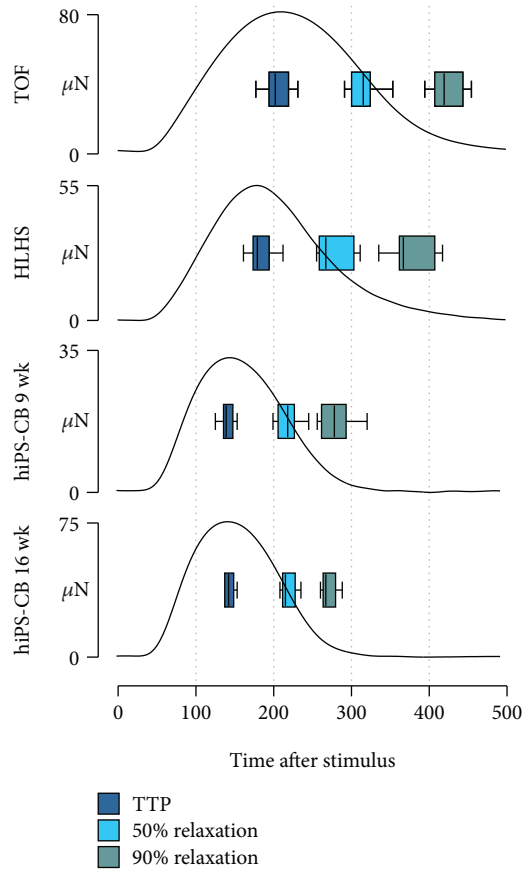 80
TOF
μN
0
55
HLHS
μN
0
35
hiPS-CB 9 wk
μN
0
75
hiPS-CB 16 wk
μN
0
0 100 200 300 400 500
Time after stimulus
TTP
50% relaxation
90% relaxation